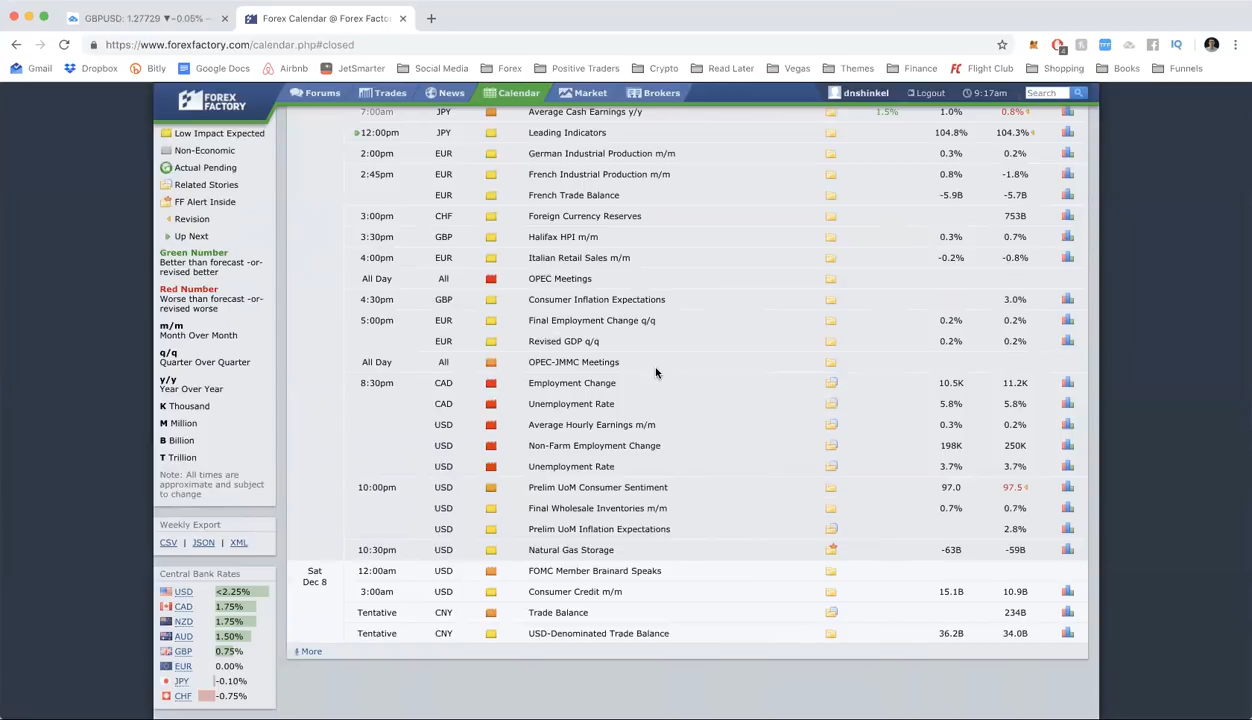 GBPUSD: 1.27729 ▼−0.05%
Forex Calendar @ Forex Facto
https://www.forexfactory.com/calendar.php#closed
4
Gmail Dropbox Bitly Google Docs Airbnb JetSmarter Social Media Forex Positive Traders Crypto Read Later Vegas Themes Finance Flight Club Shopping Books Funnels
FOREX FACTORY
Forums Trades News Calendar Market Brokers dnshinkel Logout 9:17am Search
Low Impact Expected
Non-Economic
Actual Pending
Related Stories
FF Alert Inside
Revision
Up Next
Green Number
Better than forecast -or-
revised better
Red Number
Worse than forecast -or-
revised worse
m/m
Month Over Month
q/q
Quarter Over Quarter
y/y
Year Over Year
K Thousand
M Million
B Billion
T Trillion
Note: All times are
approximate and subject
to change
Weekly Export
CSV | JSON | XML
Central Bank Rates
USD <2.25%
CAD 1.75%
NZD 1.75%
AUD 1.50%
GBP 0.75%
EUR 0.00%
JPY -0.10%
CHF -0.75%
7:00am JPY Average Cash Earnings y/y 1.5% 1.0% 0.8%
12:00pm JPY Leading Indicators 104.8% 104.3%
2:00pm EUR German Industrial Production m/m 0.3% 0.2%
2:45pm EUR French Industrial Production m/m 0.8% -1.8%
EUR French Trade Balance -5.9B -5.7B
3:00pm CHF Foreign Currency Reserves 753B
3:30pm GBP Halifax HPI m/m 0.3% 0.7%
4:00pm EUR Italian Retail Sales m/m -0.2% -0.8%
All Day All OPEC Meetings
4:30pm GBP Consumer Inflation Expectations 3.0%
5:00pm EUR Final Employment Change q/q 0.2% 0.2%
EUR Revised GDP q/q 0.2% 0.2%
All Day All OPEC-JMMC Meetings
8:30pm CAD Employment Change 10.5K 11.2K
CAD Unemployment Rate 5.8% 5.8%
USD Average Hourly Earnings m/m 0.3% 0.2%
USD Non-Farm Employment Change 198K 250K
USD Unemployment Rate 3.7% 3.7%
10:00pm USD Prelim UoM Consumer Sentiment 97.0 97.5
USD Final Wholesale Inventories m/m 0.7% 0.7%
USD Prelim UoM Inflation Expectations 2.8%
10:30pm USD Natural Gas Storage -63B -59B
Sat
Dec 8
12:00am USD FOMC Member Brainard Speaks
3:00am USD Consumer Credit m/m 15.1B 10.9B
Tentative CNY Trade Balance 234B
Tentative CNY USD-Denominated Trade Balance 36.2B 34.0B
More